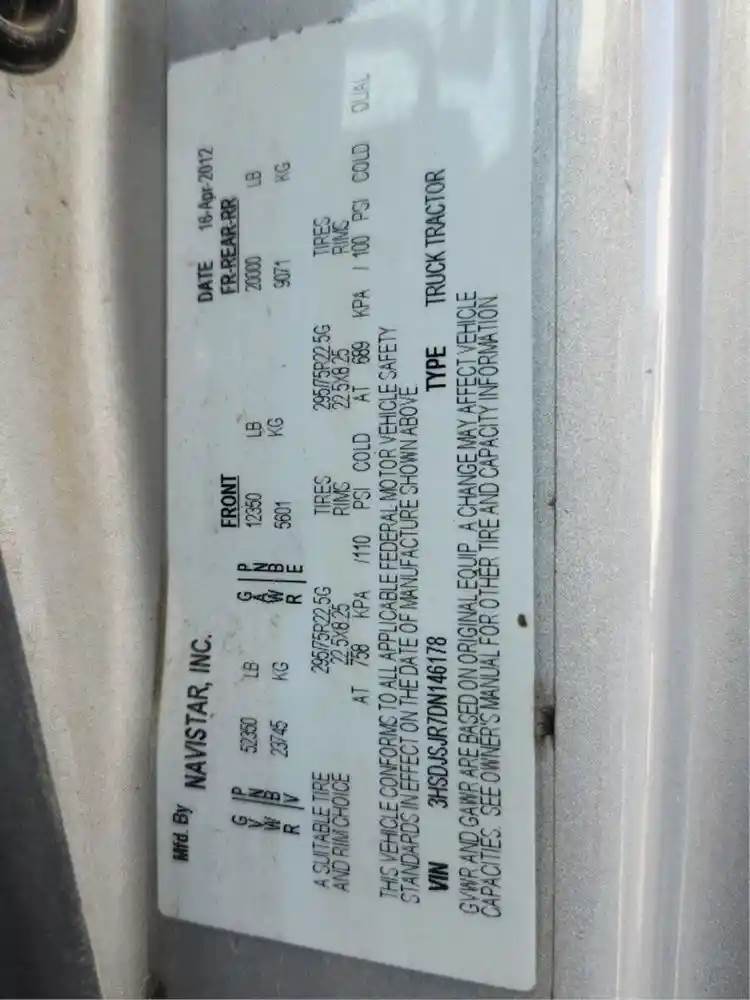 Mfd. By NAVISTAR, INC. DATE 16-Apr-2012
FRONT FR-REAR-RR
G P 52350 LB G P 12350 LB 20000 LB
V N A N
W B 23745 KG W B 5601 KG 9071 KG
R V R E
A SUITABLE TIRE 295/75R22.5G TIRES 295/75R22.5G TIRES
AND RIM CHOICE 22.5X8.25 RIMS 22.5X8.25 RIMS
AT 758 KPA /110 PSI COLD AT 689 KPA / 100 PSI COLD DUAL
THIS VEHICLE CONFORMS TO ALL APPLICABLE FEDERAL MOTOR VEHICLE SAFETY
STANDARDS IN EFFECT ON THE DATE OF MANUFACTURE SHOWN ABOVE
VIN 3HSDJSJR7DN146178 TYPE TRUCK TRACTOR
GVWR AND GAWR ARE BASED ON ORIGINAL EQUIP. A CHANGE MAY AFFECT VEHICLE
CAPACITIES. SEE OWNER'S MANUAL FOR OTHER TIRE AND CAPACITY INFORMATION